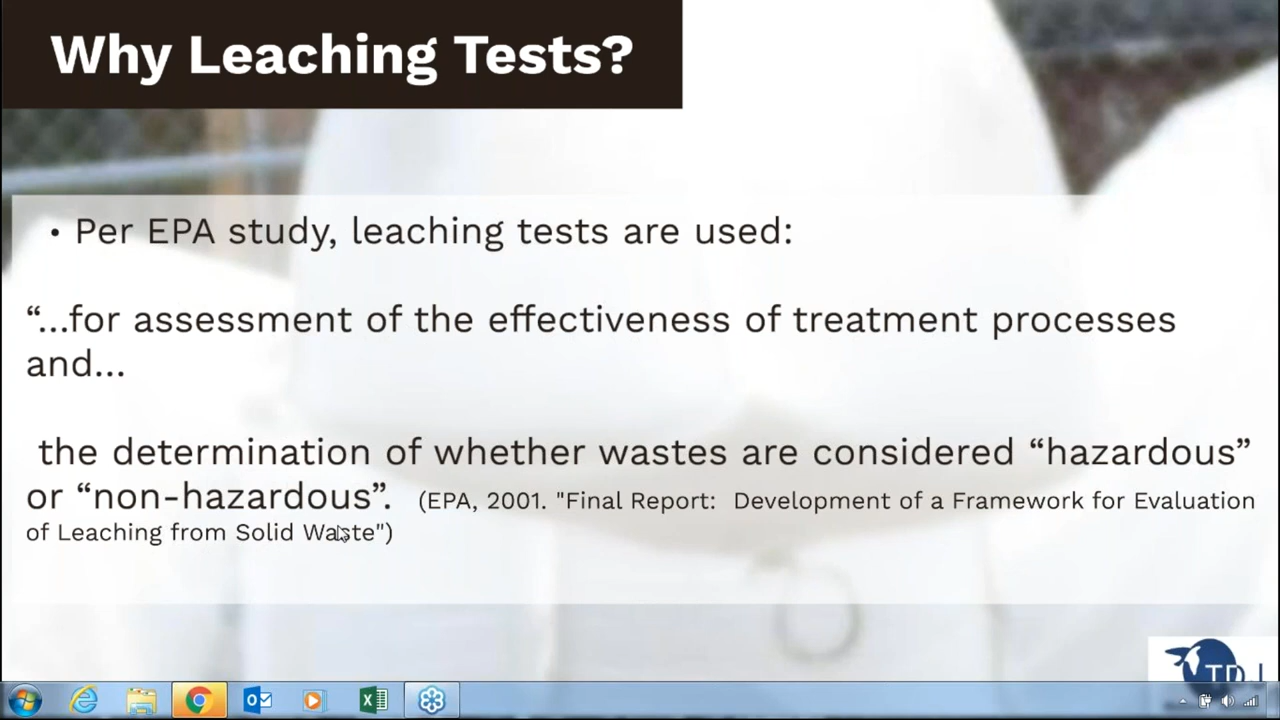 Why Leaching Tests?
• Per EPA study, leaching tests are used:
“...for assessment of the effectiveness of treatment processes
and...
the determination of whether wastes are considered “hazardous”
or “non-hazardous”. (EPA, 2001. "Final Report: Development of a Framework for Evaluation
of Leaching from Solid Waste")
TDJ